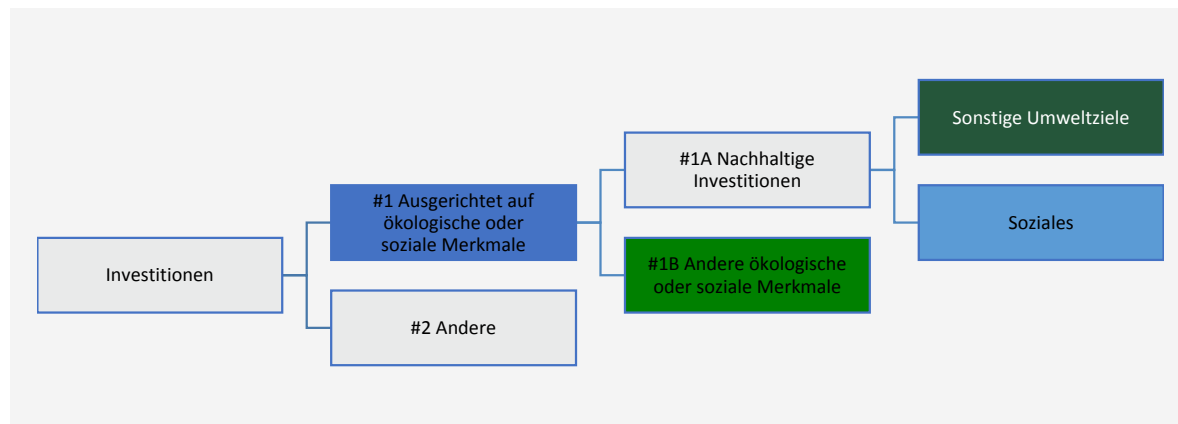 Investitionen
#1 Ausgerichtet auf
ökologische oder
soziale Merkmale
#2 Andere
#1A Nachhaltige
Investitionen
#1B Andere ökologische
oder soziale Merkmale
Sonstige Umweltziele
Soziales